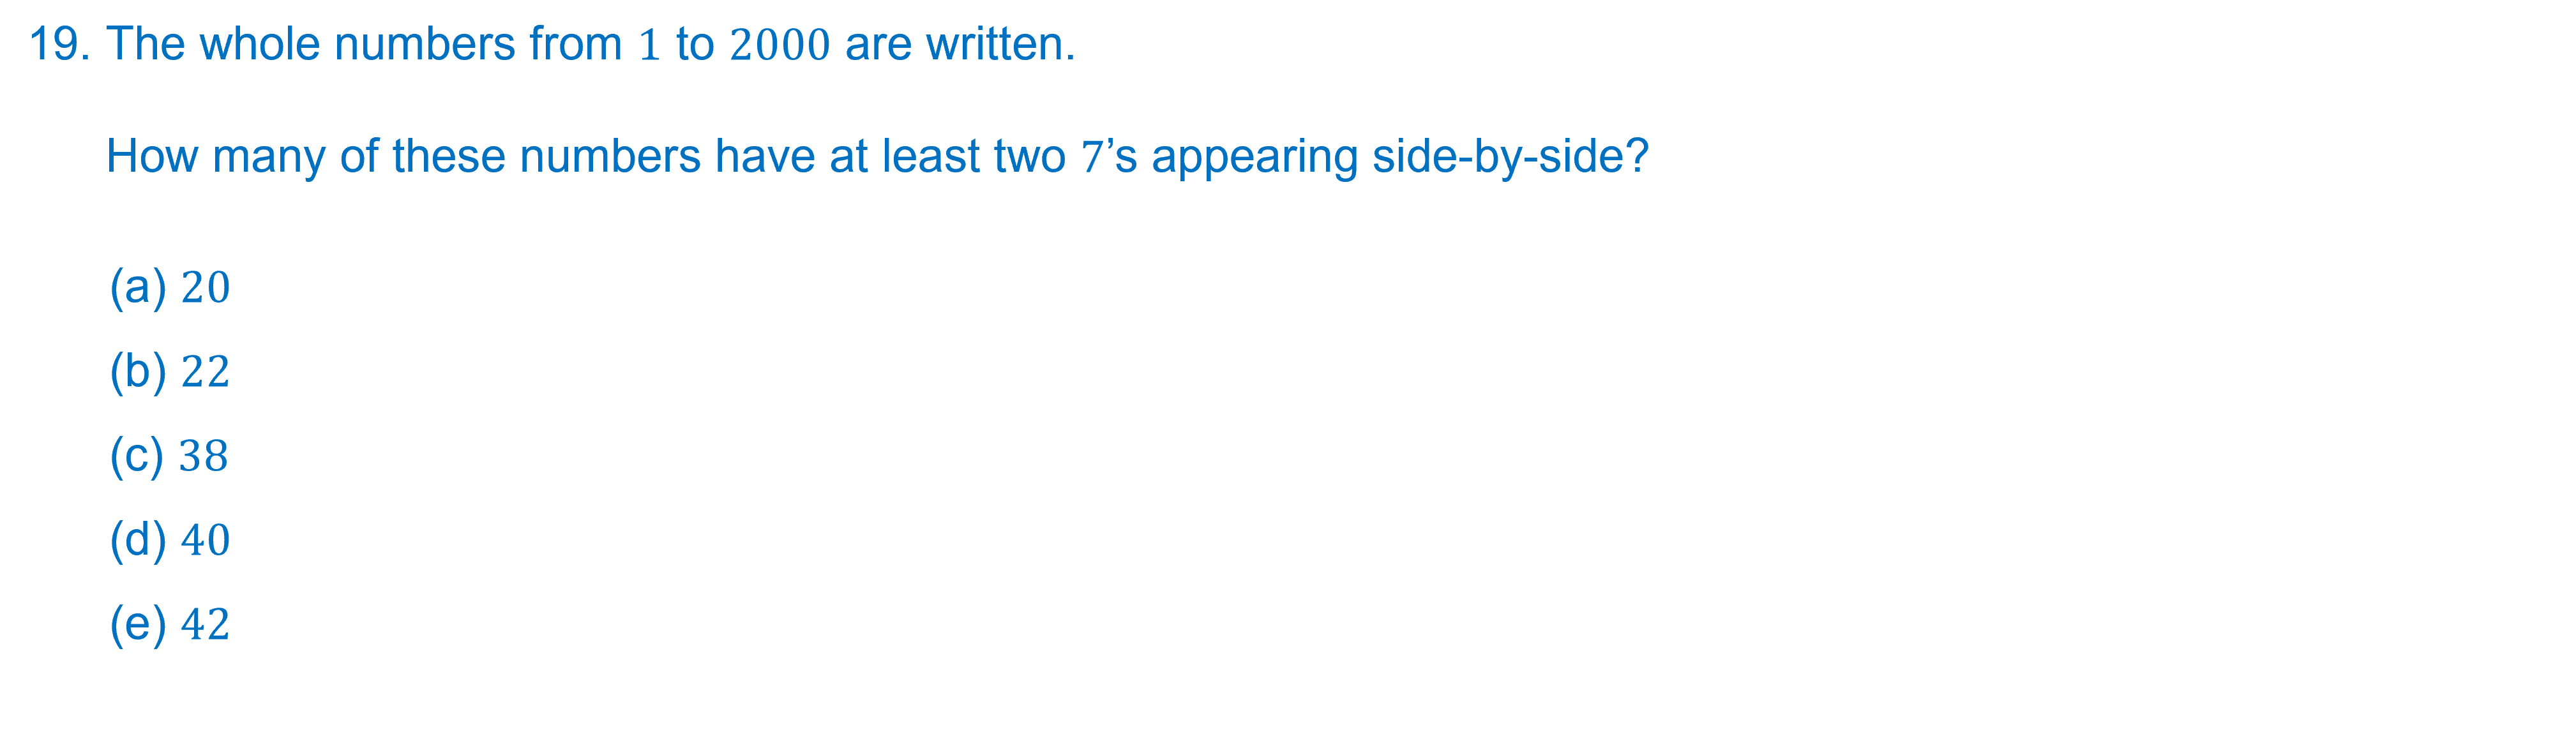 19. The whole numbers from 1 to 2000 are written.
How many of these numbers have at least two 7’s appearing side-by-side?
(a) 20
(b) 22
(c) 38
(d) 40
(e) 42